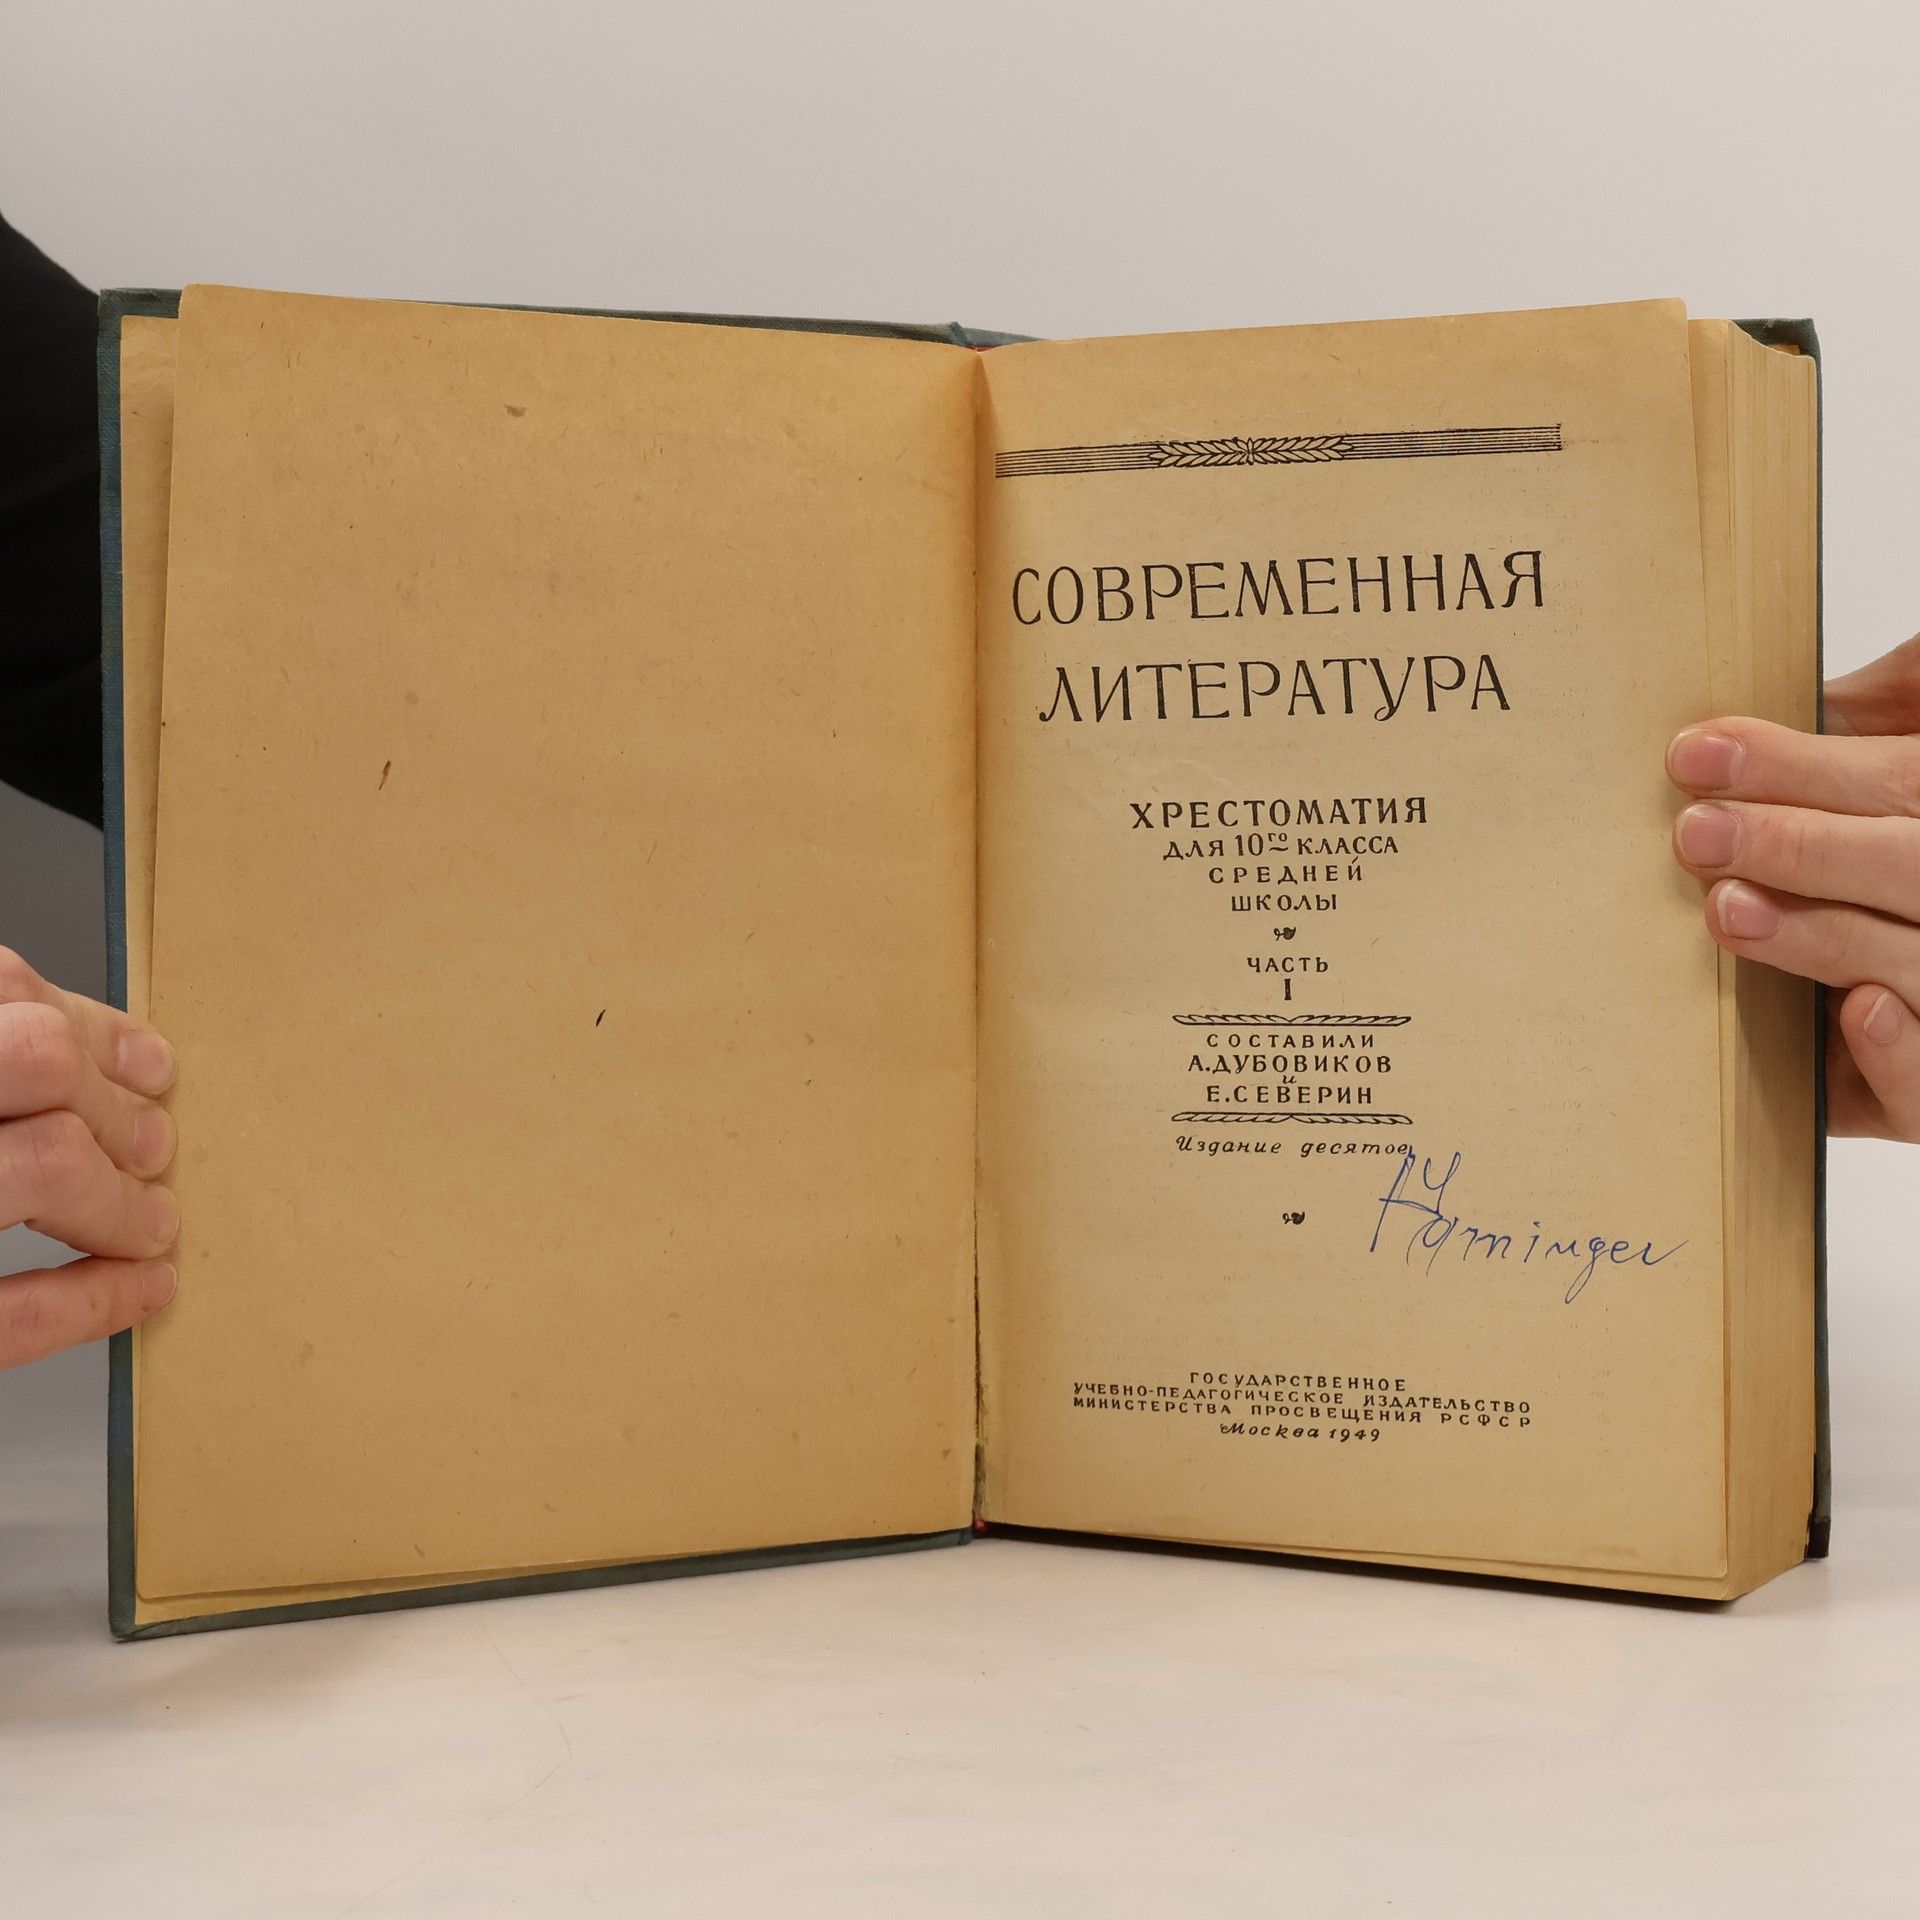 СОВРЕМЕННАЯ
ЛИТЕРАТУРА
ХРЕСТОМАТИЯ
ДЛЯ 10го КЛАССА
СРЕДНЕЙ
ШКОЛЫ
ЧАСТЬ
I
СОСТАВИЛИ
А.ДУБОВИКОВ
и
Е.СЕВЕРИН
Издание десятое
ГОСУДАРСТВЕННОЕ
УЧЕБНО-ПЕДАГОГИЧЕСКОЕ ИЗДАТЕЛЬСТВО
МИНИСТЕРСТВА ПРОСВЕЩЕНИЯ РСФСР
Москва 1949